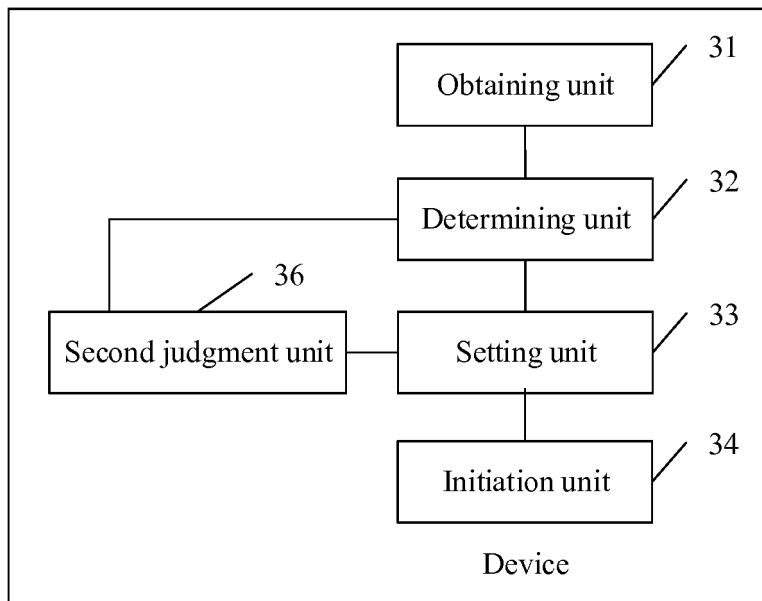 31
Obtaining unit
32
Determining unit
36
33
Second judgment unit
Setting unit
34
Initiation unit
Device